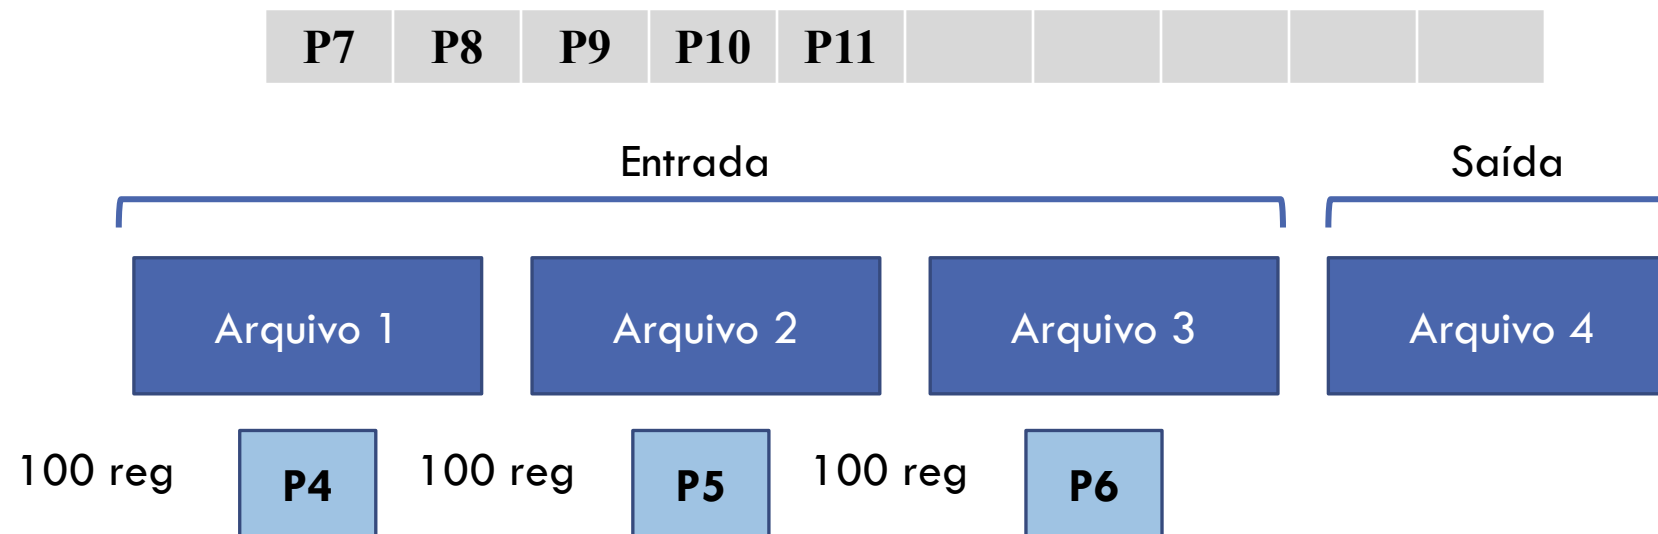 P7 P8 P9 P10 P11
Entrada Saída
Arquivo 1 Arquivo 2 Arquivo 3 Arquivo 4
100 reg P4 100 reg P5 100 reg P6